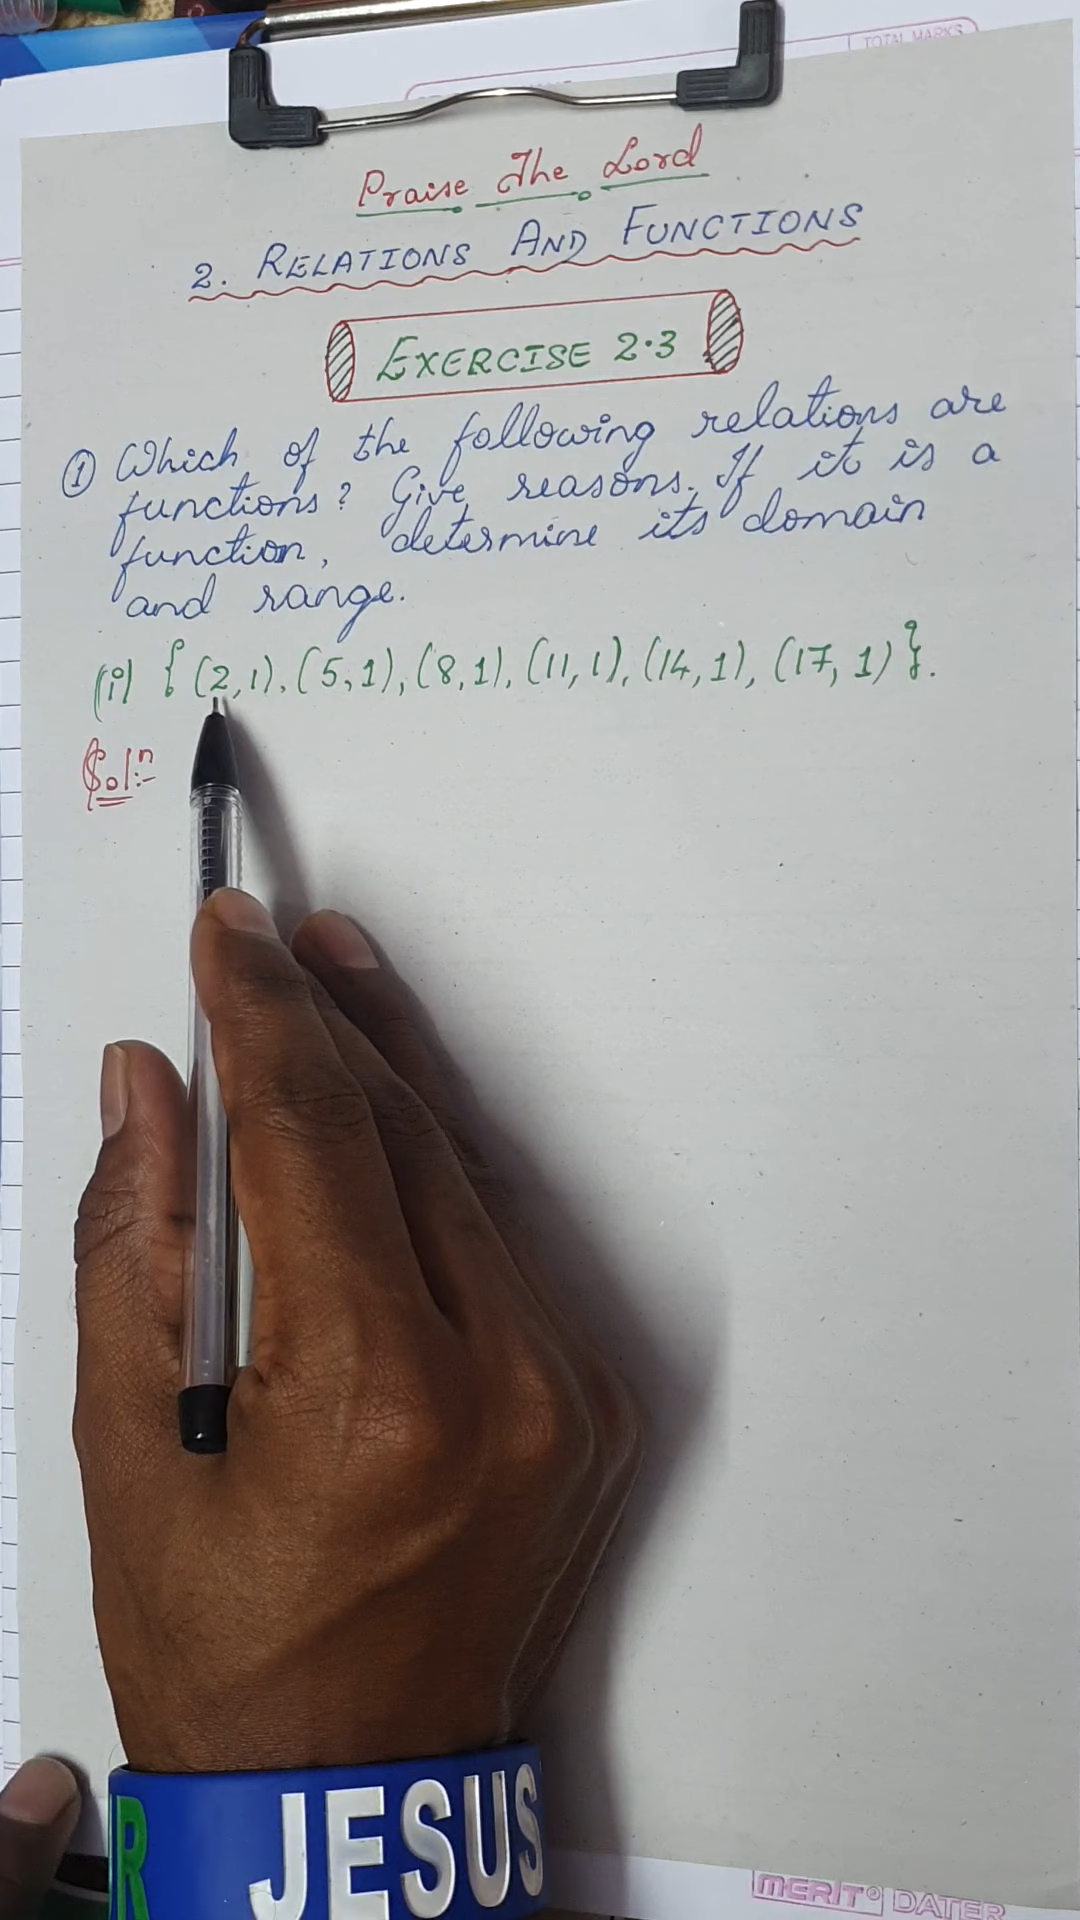 TOTAL MARKS
Praise The Lord
2. RELATIONS AND FUNCTIONS
EXERCISE 2.3
① Which of the following relations are
functions? Give reasons. If it is a
function, determine its domain
and range.
(i) {(2,1), (5,1), (8,1), (11,1), (14,1), (17,1)}.
Solⁿ:-
R JESUS
MERIT DATER